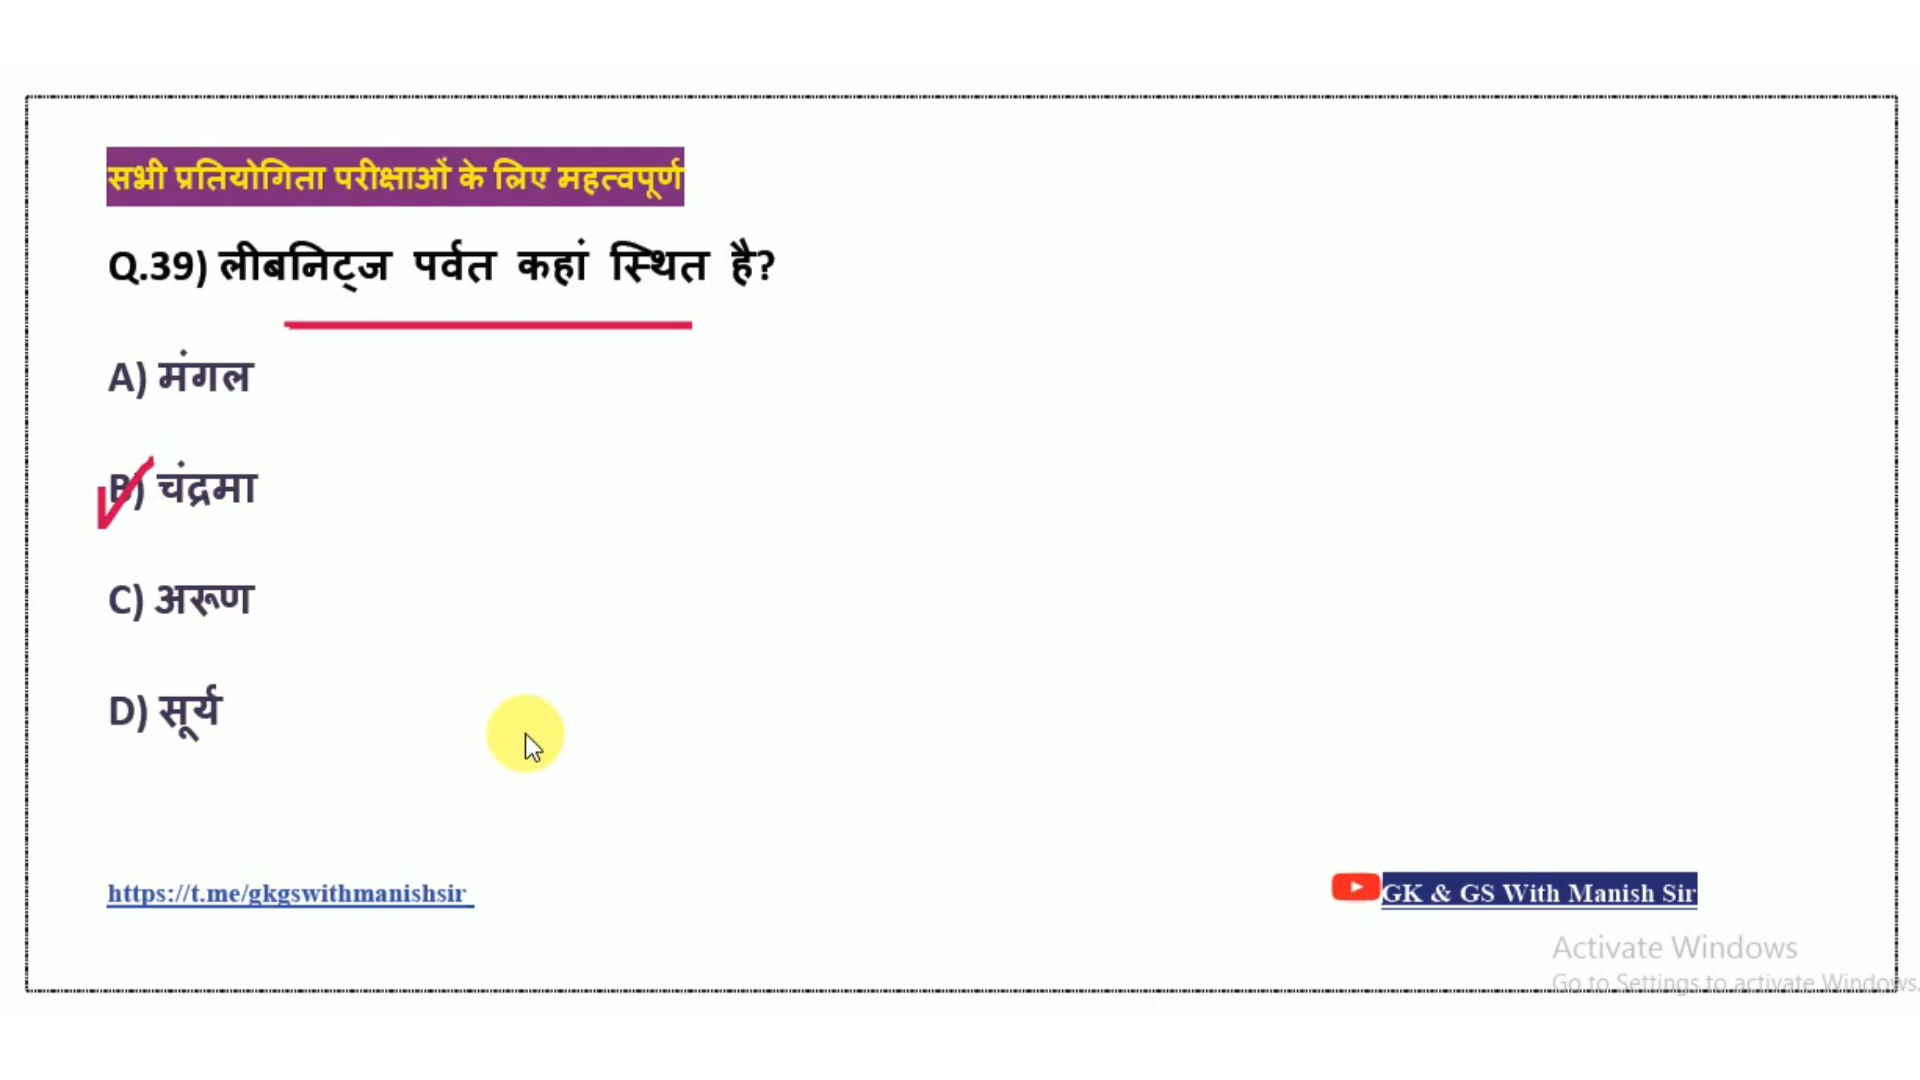 सभी प्रतियोगिता परीक्षाओं के लिए महत्वपूर्ण
Q.39) लीबनिट्ज पर्वत कहां स्थित है?
A) मंगल
B) चंद्रमा
C) अरूण
D) सूर्य
https://t.me/gkgswithmanishsir
GK & GS With Manish Sir
Activate Windows
Go to Settings to activate Windows.